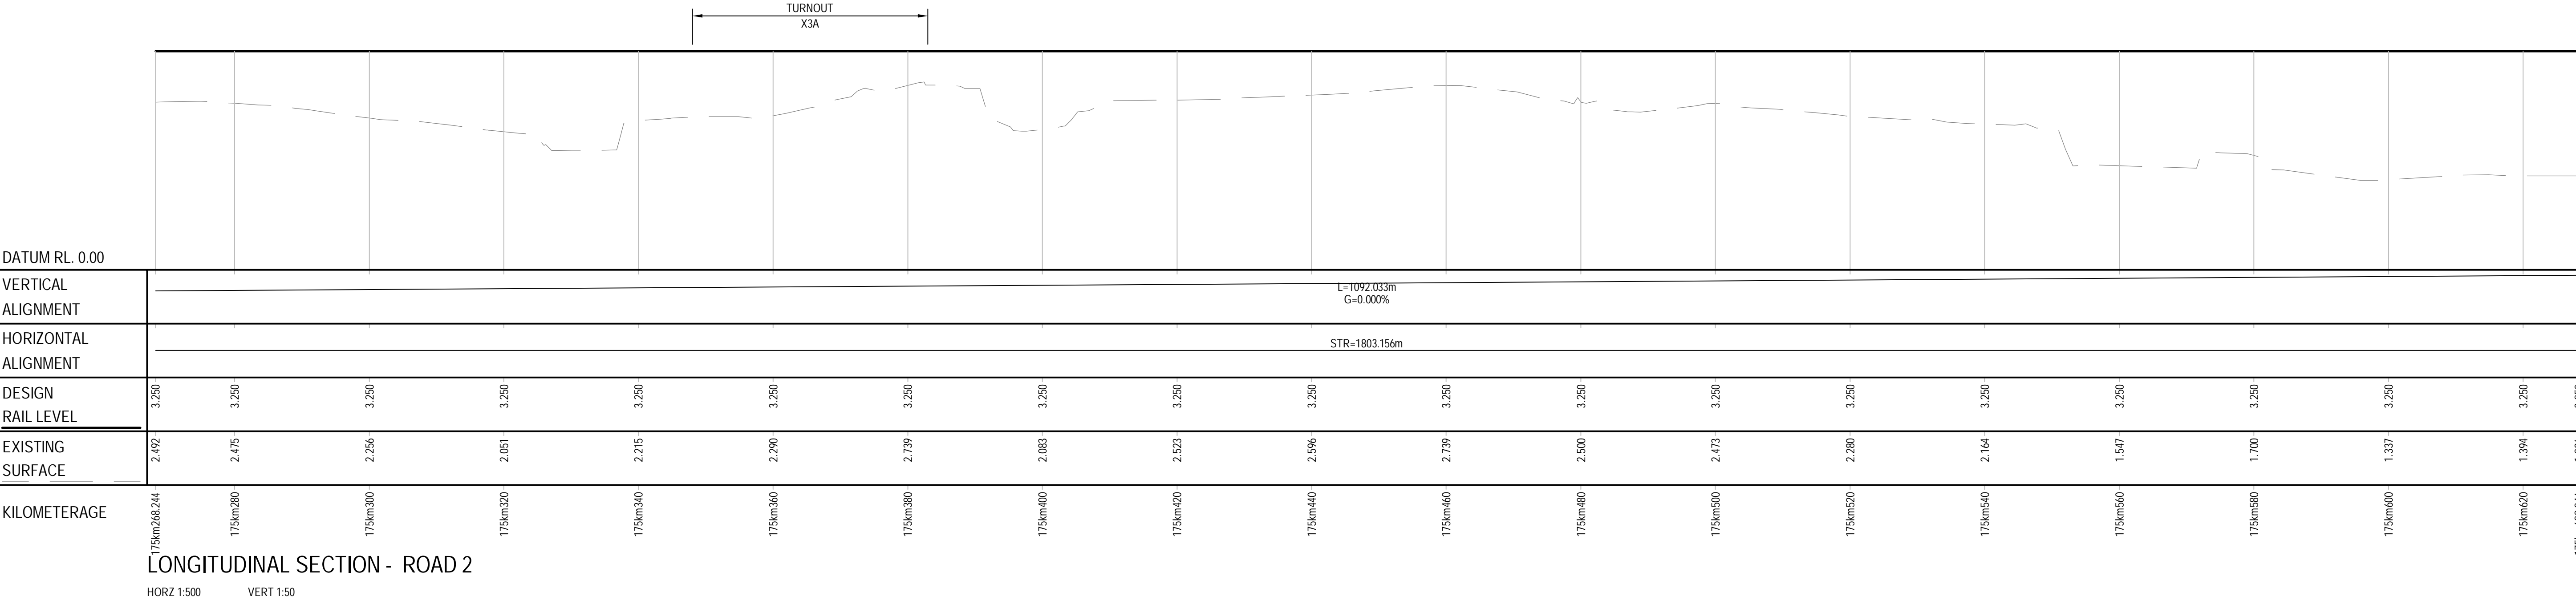 TURNOUT
X3A
DATUM RL. 0.00
VERTICAL
ALIGNMENT
L=1092.033m
G=0.000%
HORIZONTAL
ALIGNMENT
STR=1803.156m
DESIGN
RAIL LEVEL
3.250 3.250 3.250 3.250 3.250 3.250 3.250 3.250 3.250 3.250 3.250 3.250 3.250 3.250 3.250 3.250 3.250 3.250 3.250
EXISTING
SURFACE
2.492 2.475 2.256 2.051 2.215 2.290 2.739 2.083 2.523 2.596 2.739 2.500 2.473 2.280 2.164 1.547 1.700 1.337 1.394
KILOMETERAGE
175km268.244 175km280 175km300 175km320 175km340 175km360 175km380 175km400 175km420 175km440 175km460 175km480 175km500 175km520 175km540 175km560 175km580 175km600 175km620
LONGITUDINAL SECTION - ROAD 2
HORZ 1:500 VERT 1:50